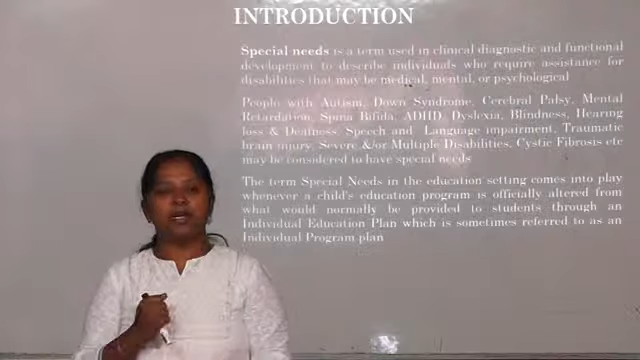 INTRODUCTION
Special needs is a term used in clinical diagnostic and functional
development to describe individuals who require assistance for
disabilities that may be medical, mental, or psychological
People with Autism, Down Syndrome, Cerebral Palsy, Mental
Retardation, Spina Bifida, ADHD, Dyslexia, Blindness, Hearing
loss & Deafness, Speech and Language impairment, Traumatic
brain injury, Severe &/or Multiple Disabilities, Cystic Fibrosis etc
may be considered to have special needs
The term Special Needs in the education setting comes into play
whenever a child's education program is officially altered from
what would normally be provided to students through an
Individual Education Plan which is sometimes referred to as an
Individual Program plan